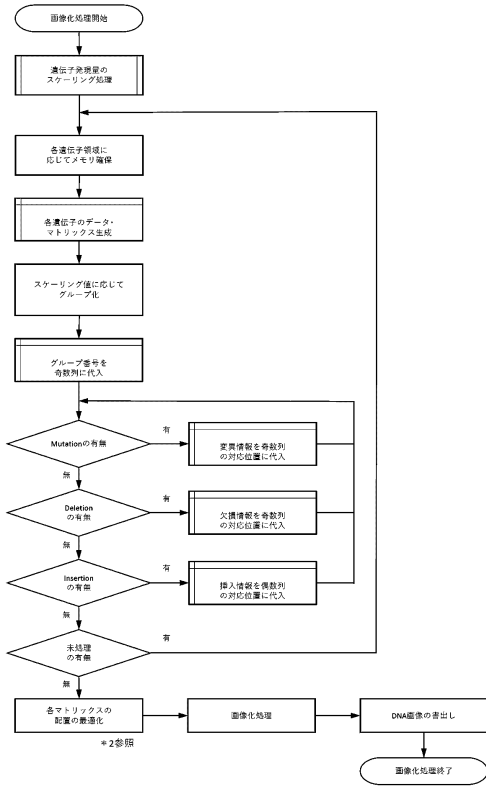 画像化処理開始
遺伝子発現量の
スケーリング処理
各遺伝子領域に
応じてメモリ確保
各遺伝子のデータ・
マトリックス生成
スケーリング値に応じて
グループ化
グループ番号を
奇数列に代入
Mutationの有無
有
変異情報を奇数列
の対応位置に代入
無
Deletion
の有無
有
欠損情報を奇数列
の対応位置に代入
無
Insertion
の有無
有
挿入情報を偶数列
の対応位置に代入
無
未処理
の有無
有
無
各マトリックスの
配置の最適化
画像化処理
DNA画像の書出し
*2参照
画像化処理終了